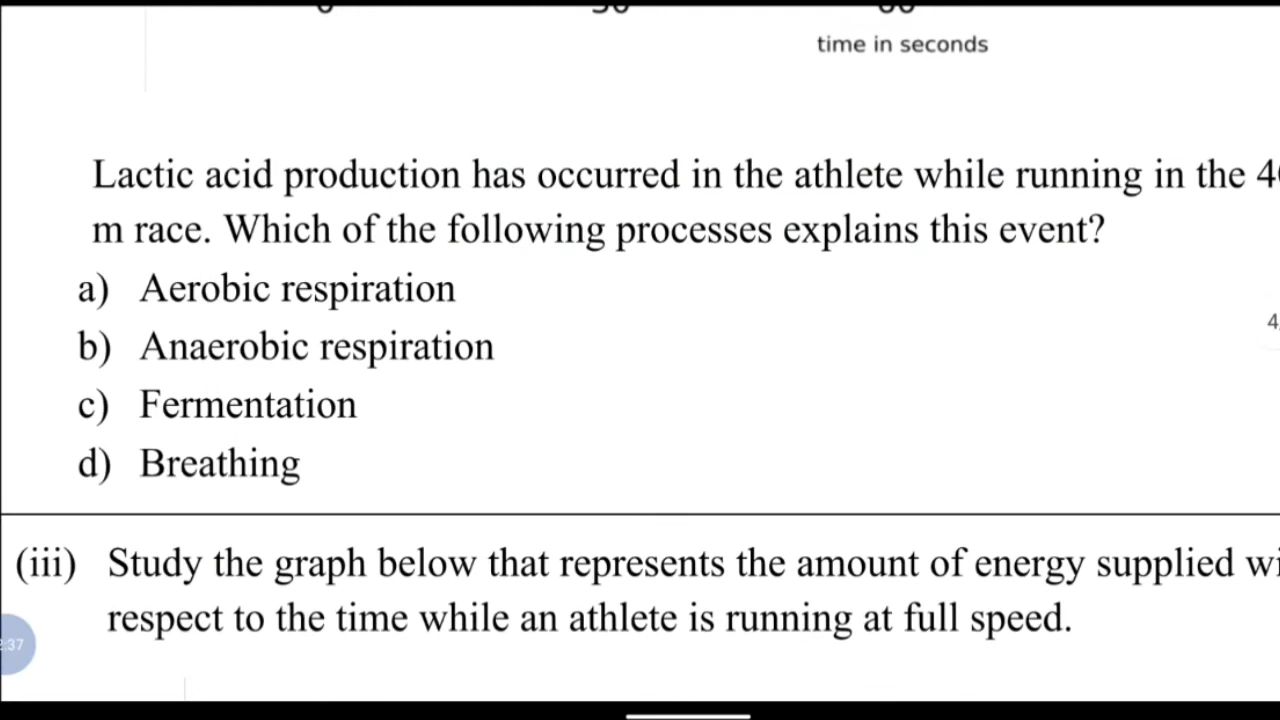 time in seconds
Lactic acid production has occurred in the athlete while running in the
m race. Which of the following processes explains this event?
a) Aerobic respiration
b) Anaerobic respiration
c) Fermentation
d) Breathing
(iii) Study the graph below that represents the amount of energy supplied
respect to the time while an athlete is running at full speed.